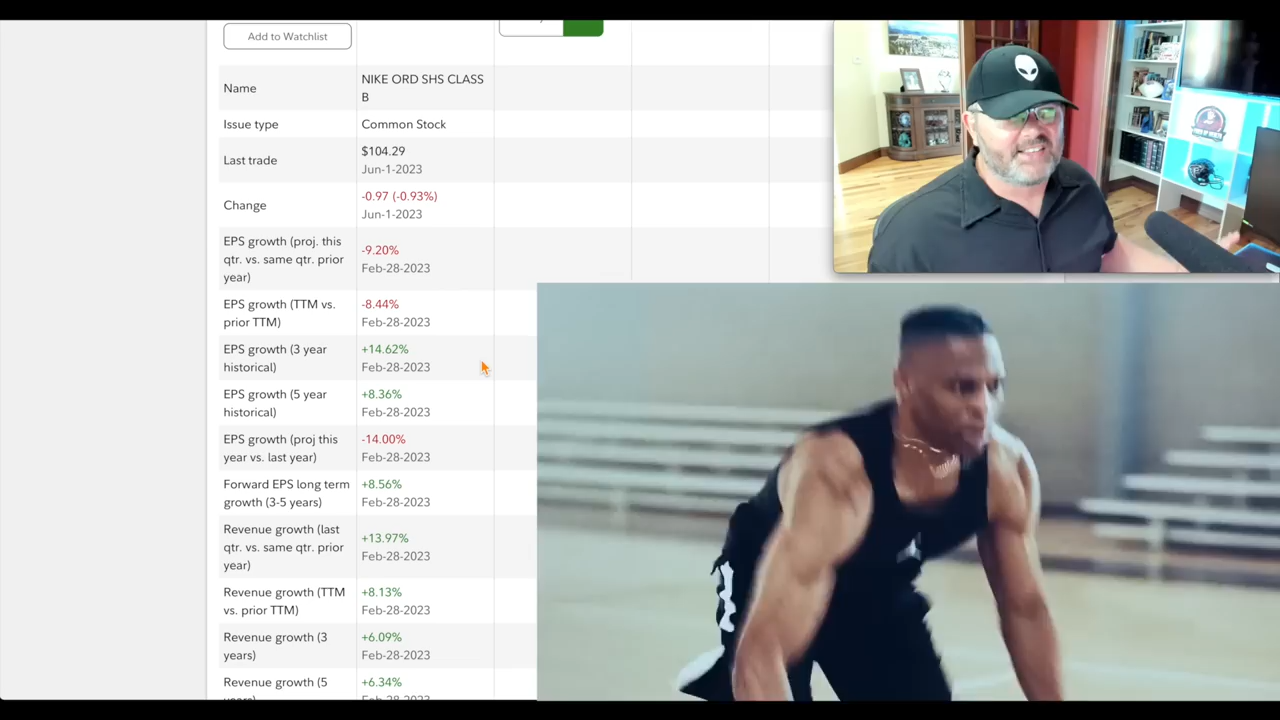 Add to Watchlist
Name
NIKE ORD SHS CLASS
B
Issue type
Common Stock
Last trade
$104.29
Jun-1-2023
Change
-0.97 (-0.93%)
Jun-1-2023
EPS growth (proj. this
qtr. vs. same qtr. prior
year)
-9.20%
Feb-28-2023
EPS growth (TTM vs.
prior TTM)
-8.44%
Feb-28-2023
EPS growth (3 year
historical)
+14.62%
Feb-28-2023
EPS growth (5 year
historical)
+8.36%
Feb-28-2023
EPS growth (proj this
year vs. last year)
-14.00%
Feb-28-2023
Forward EPS long term
growth (3-5 years)
+8.56%
Feb-28-2023
Revenue growth (last
qtr. vs. same qtr. prior
year)
+13.97%
Feb-28-2023
Revenue growth (TTM
vs. prior TTM)
+8.13%
Feb-28-2023
Revenue growth (3
years)
+6.09%
Feb-28-2023
Revenue growth (5
years)
+6.34%
Feb-28-2023